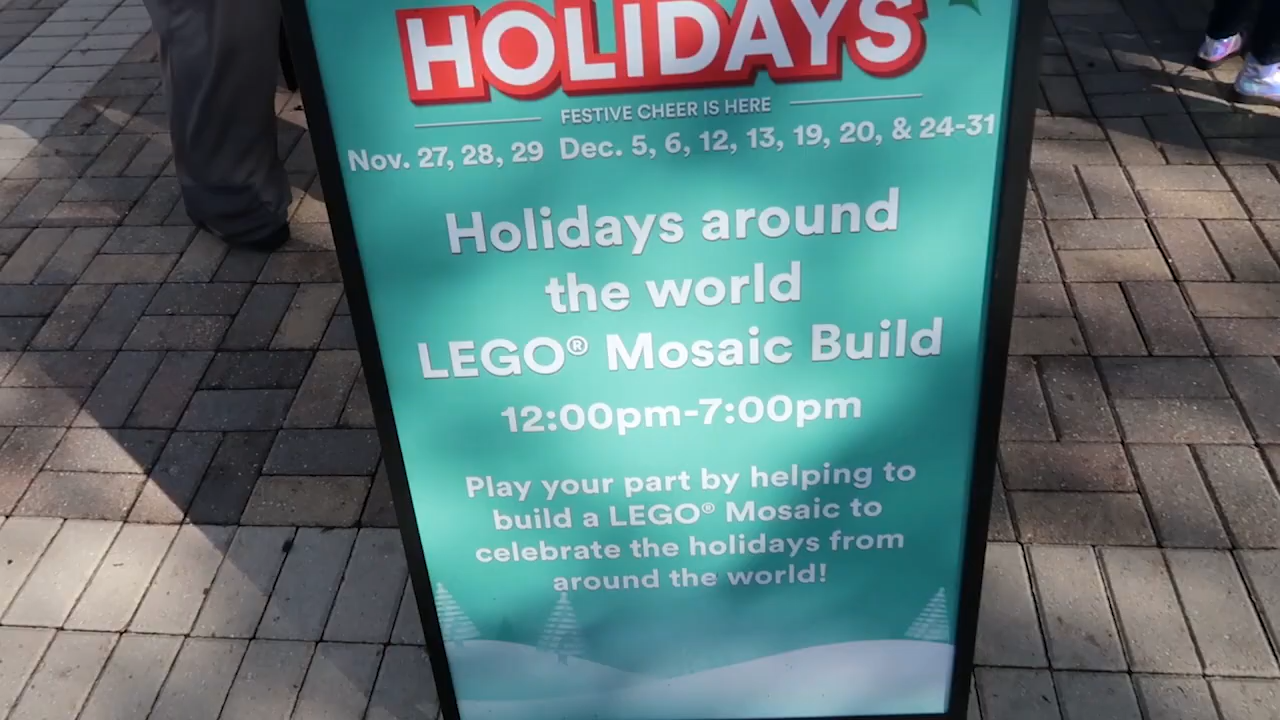 HOLIDAYS
FESTIVE CHEER IS HERE
Nov. 27, 28, 29 Dec. 5, 6, 12, 13, 19, 20, & 24-31
Holidays around
the world
LEGO® Mosaic Build
12:00pm-7:00pm
Play your part by helping to
build a LEGO® Mosaic to
celebrate the holidays from
around the world!